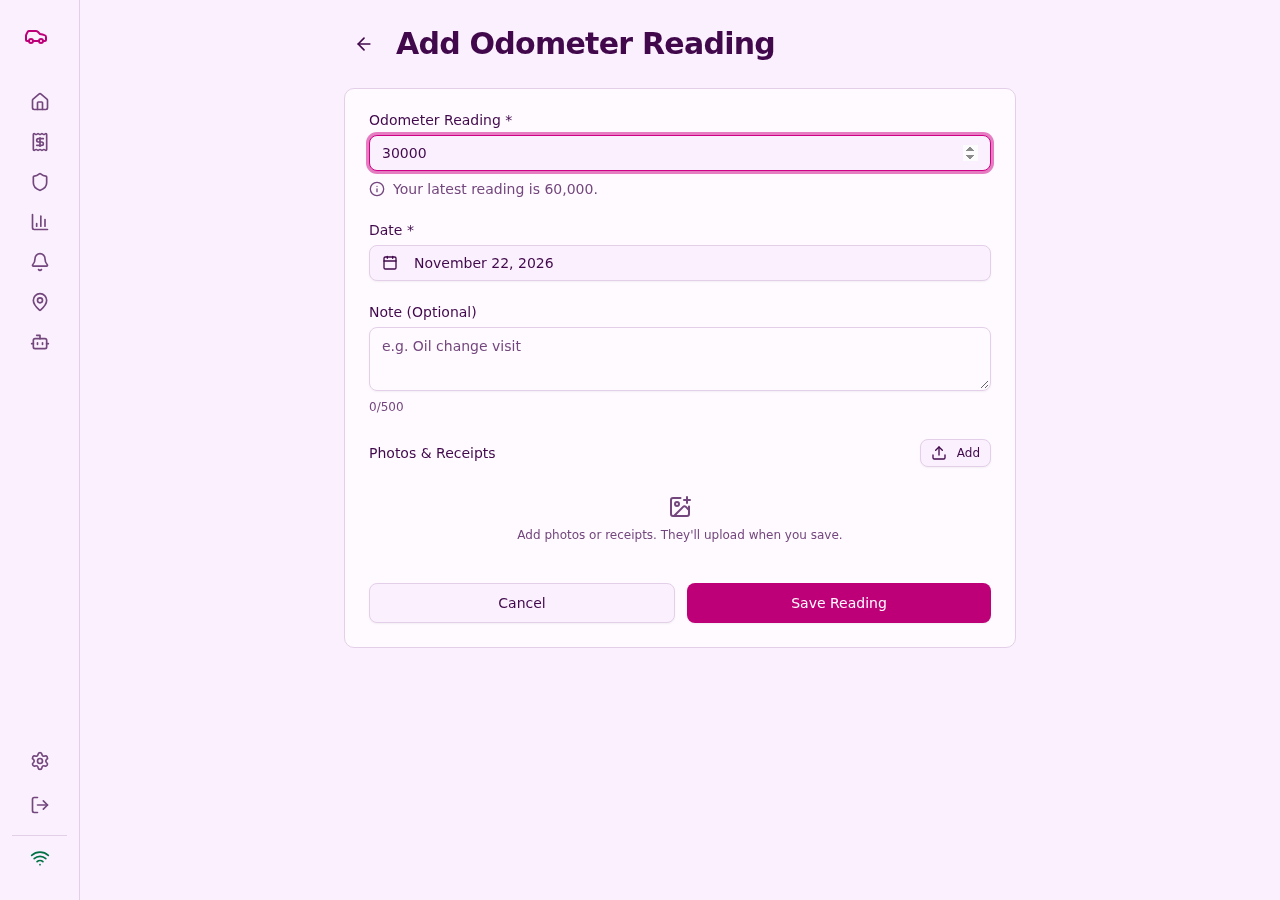 Add Odometer Reading
Odometer Reading *
30000
Your latest reading is 60,000.
Date *
November 22, 2026
Note (Optional)
e.g. Oil change visit
0/500
Photos & Receipts
Add
Add photos or receipts. They'll upload when you save.
Cancel
Save Reading